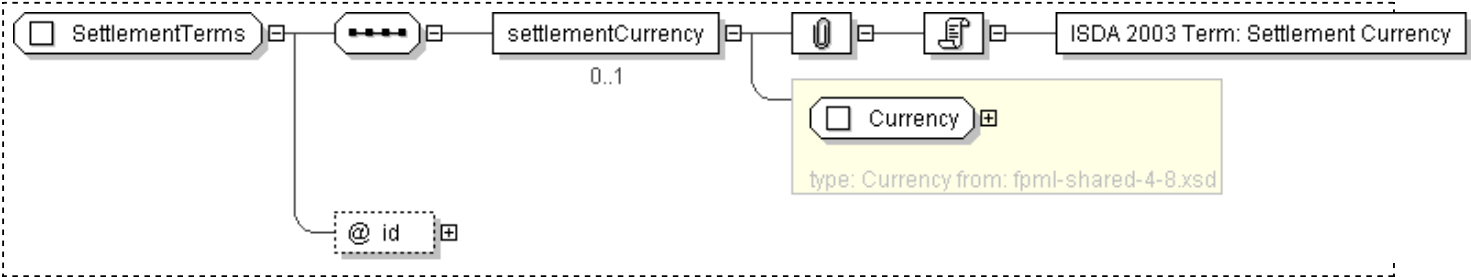 SettlementTerms
settlementCurrency
ISDA 2003 Term: Settlement Currency
0..1
Currency
type: Currency from: fpml-shared-4-8.xsd
@ id